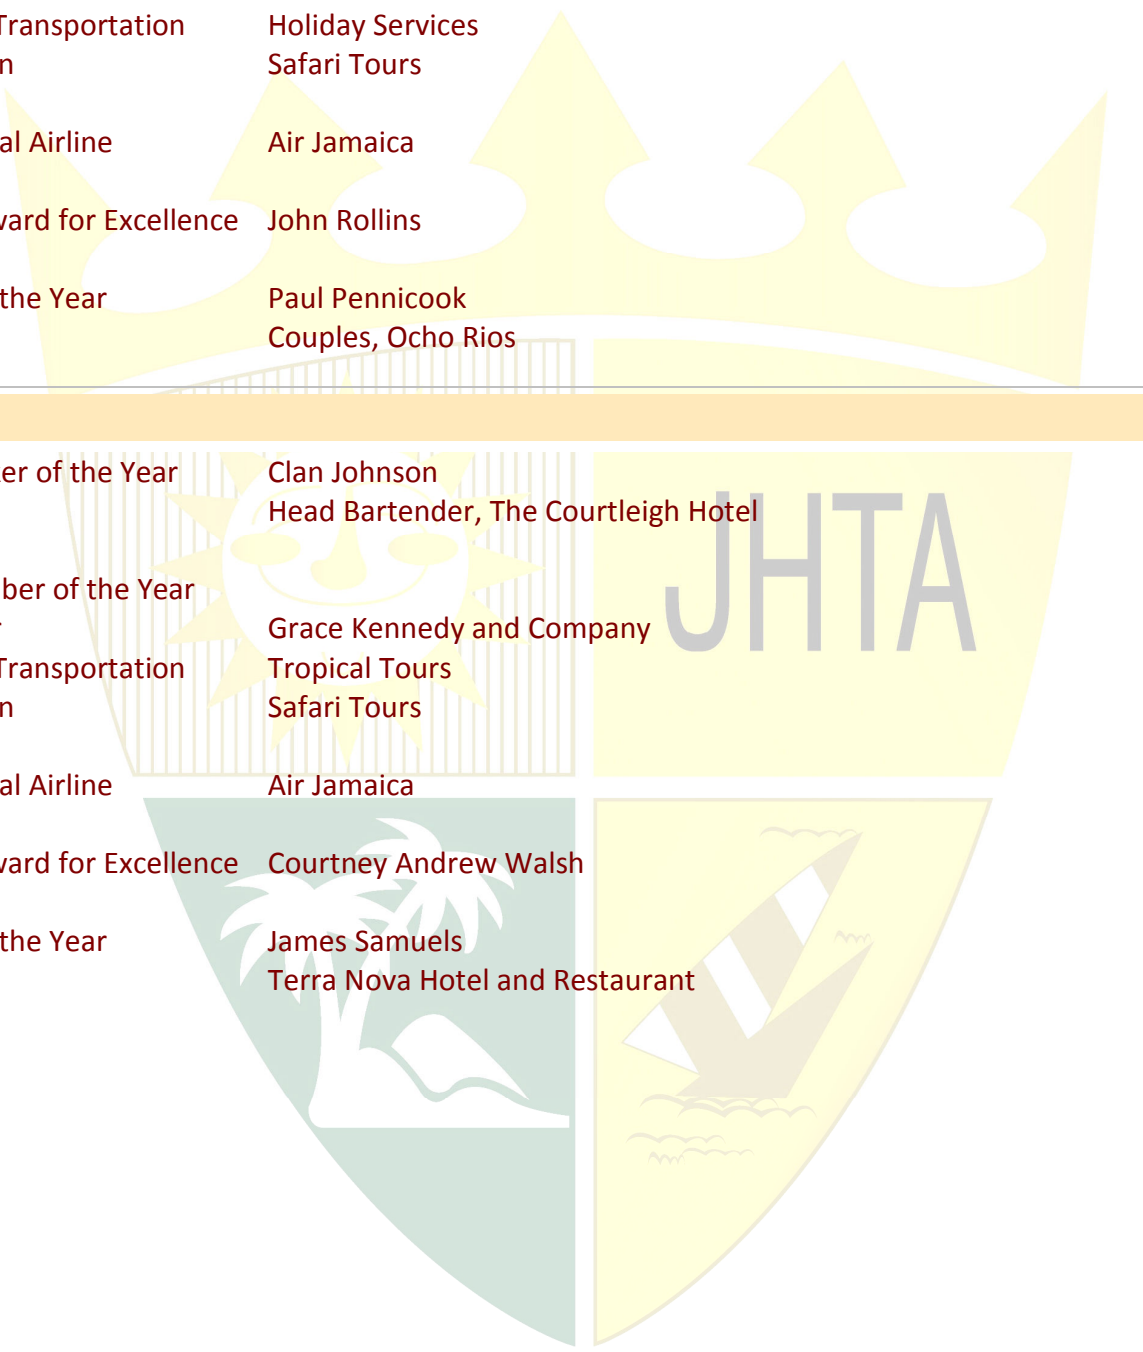 Transportation Holiday Services
n Safari Tours
al Airline Air Jamaica
ward for Excellence John Rollins
the Year Paul Pennicook
Couples, Ocho Rios
er of the Year Clan Johnson
Head Bartender, The Courtleigh Hotel
JHTA
ber of the Year
Grace Kennedy and Company
Transportation Tropical Tours
n Safari Tours
al Airline Air Jamaica
ward for Excellence Courtney Andrew Walsh
the Year James Samuels
Terra Nova Hotel and Restaurant